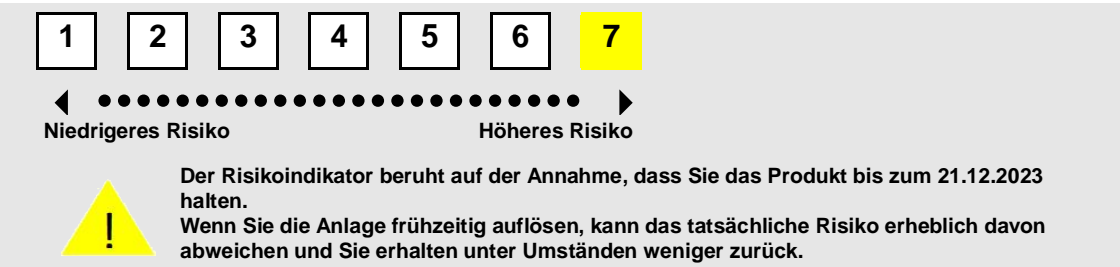 1 2 3 4 5 6 7
Niedrigeres Risiko Höheres Risiko
Der Risikoindikator beruht auf der Annahme, dass Sie das Produkt bis zum 21.12.2023
halten.
Wenn Sie die Anlage frühzeitig auflösen, kann das tatsächliche Risiko erheblich davon
abweichen und Sie erhalten unter Umständen weniger zurück.
!